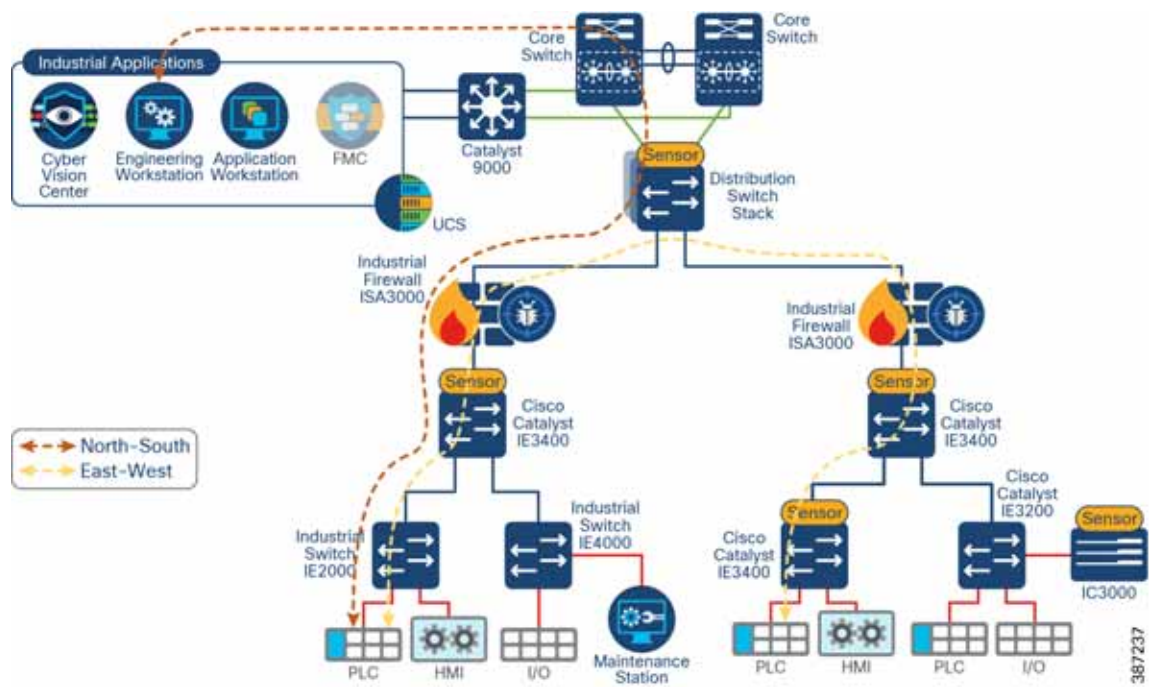 Core
Switch
Core
Switch
Industrial Applications
Cyber
Vision
Center
Engineering
Workstation
Application
Workstation
FMC
UCS
Catalyst
9000
Sensor
Distribution
Switch
Stack
Industrial
Firewall
ISA3000
Industrial
Firewall
ISA3000
Sensor
Cisco
Catalyst
IE3400
Sensor
Cisco
Catalyst
IE3400
North-South
East-West
Industrial
Switch
IE2000
Industrial
Switch
IE4000
Sensor
Cisco
Catalyst
IE3400
Cisco
Catalyst
IE3200
Sensor
IC3000
PLC
HMI
I/O
Maintenance
Station
PLC
HMI
PLC
I/O
387237